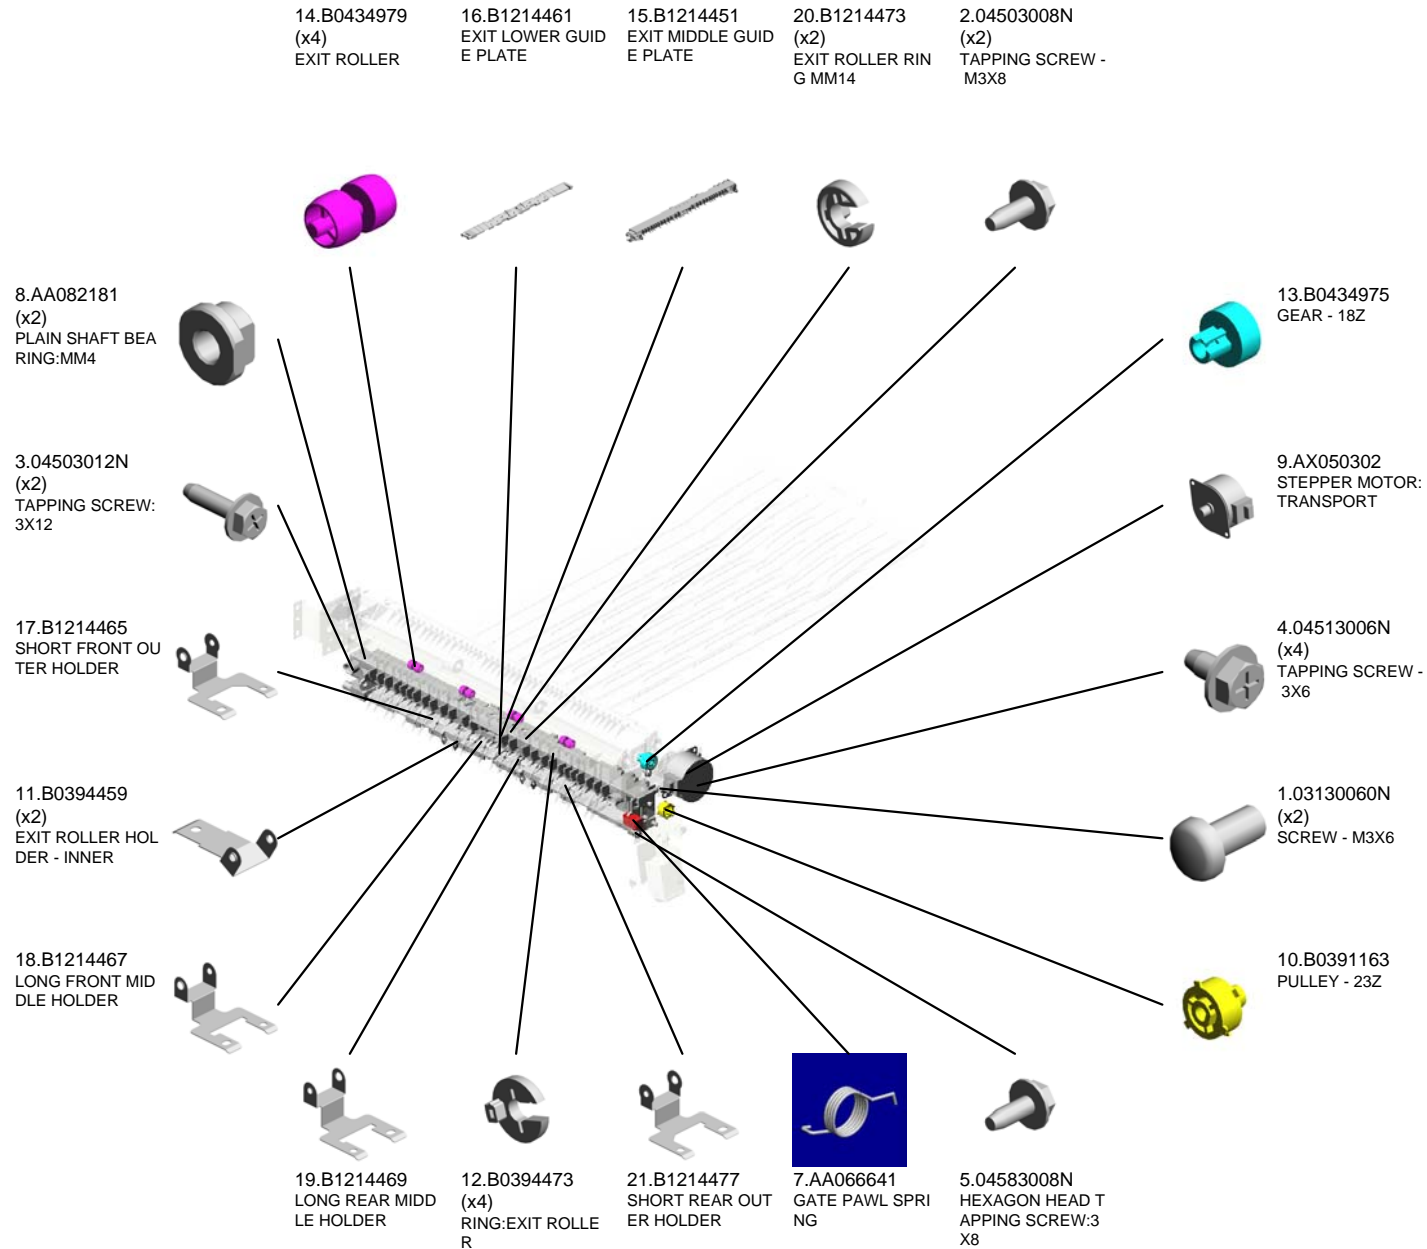 14.B0434979
(x4)
EXIT ROLLER
16.B1214461
EXIT LOWER GUID
E PLATE
15.B1214451
EXIT MIDDLE GUID
E PLATE
20.B1214473
(x2)
EXIT ROLLER RIN
G MM14
2.04503008N
(x2)
TAPPING SCREW -
M3X8
8.AA082181
(x2)
PLAIN SHAFT BEA
RING:MM4
13.B0434975
GEAR - 18Z
3.04503012N
(x2)
TAPPING SCREW:
3X12
9.AX050302
STEPPER MOTOR:
TRANSPORT
17.B1214465
SHORT FRONT OU
TER HOLDER
4.04513006N
(x4)
TAPPING SCREW -
3X6
11.B0394459
(x2)
EXIT ROLLER HOL
DER - INNER
1.03130060N
(x2)
SCREW - M3X6
18.B1214467
LONG FRONT MID
DLE HOLDER
10.B0391163
PULLEY - 23Z
19.B1214469
LONG REAR MIDD
LE HOLDER
12.B0394473
(x4)
RING:EXIT ROLLE
R
21.B1214477
SHORT REAR OUT
ER HOLDER
7.AA066641
GATE PAWL SPRI
NG
5.04583008N
HEXAGON HEAD T
APPING SCREW:3
X8